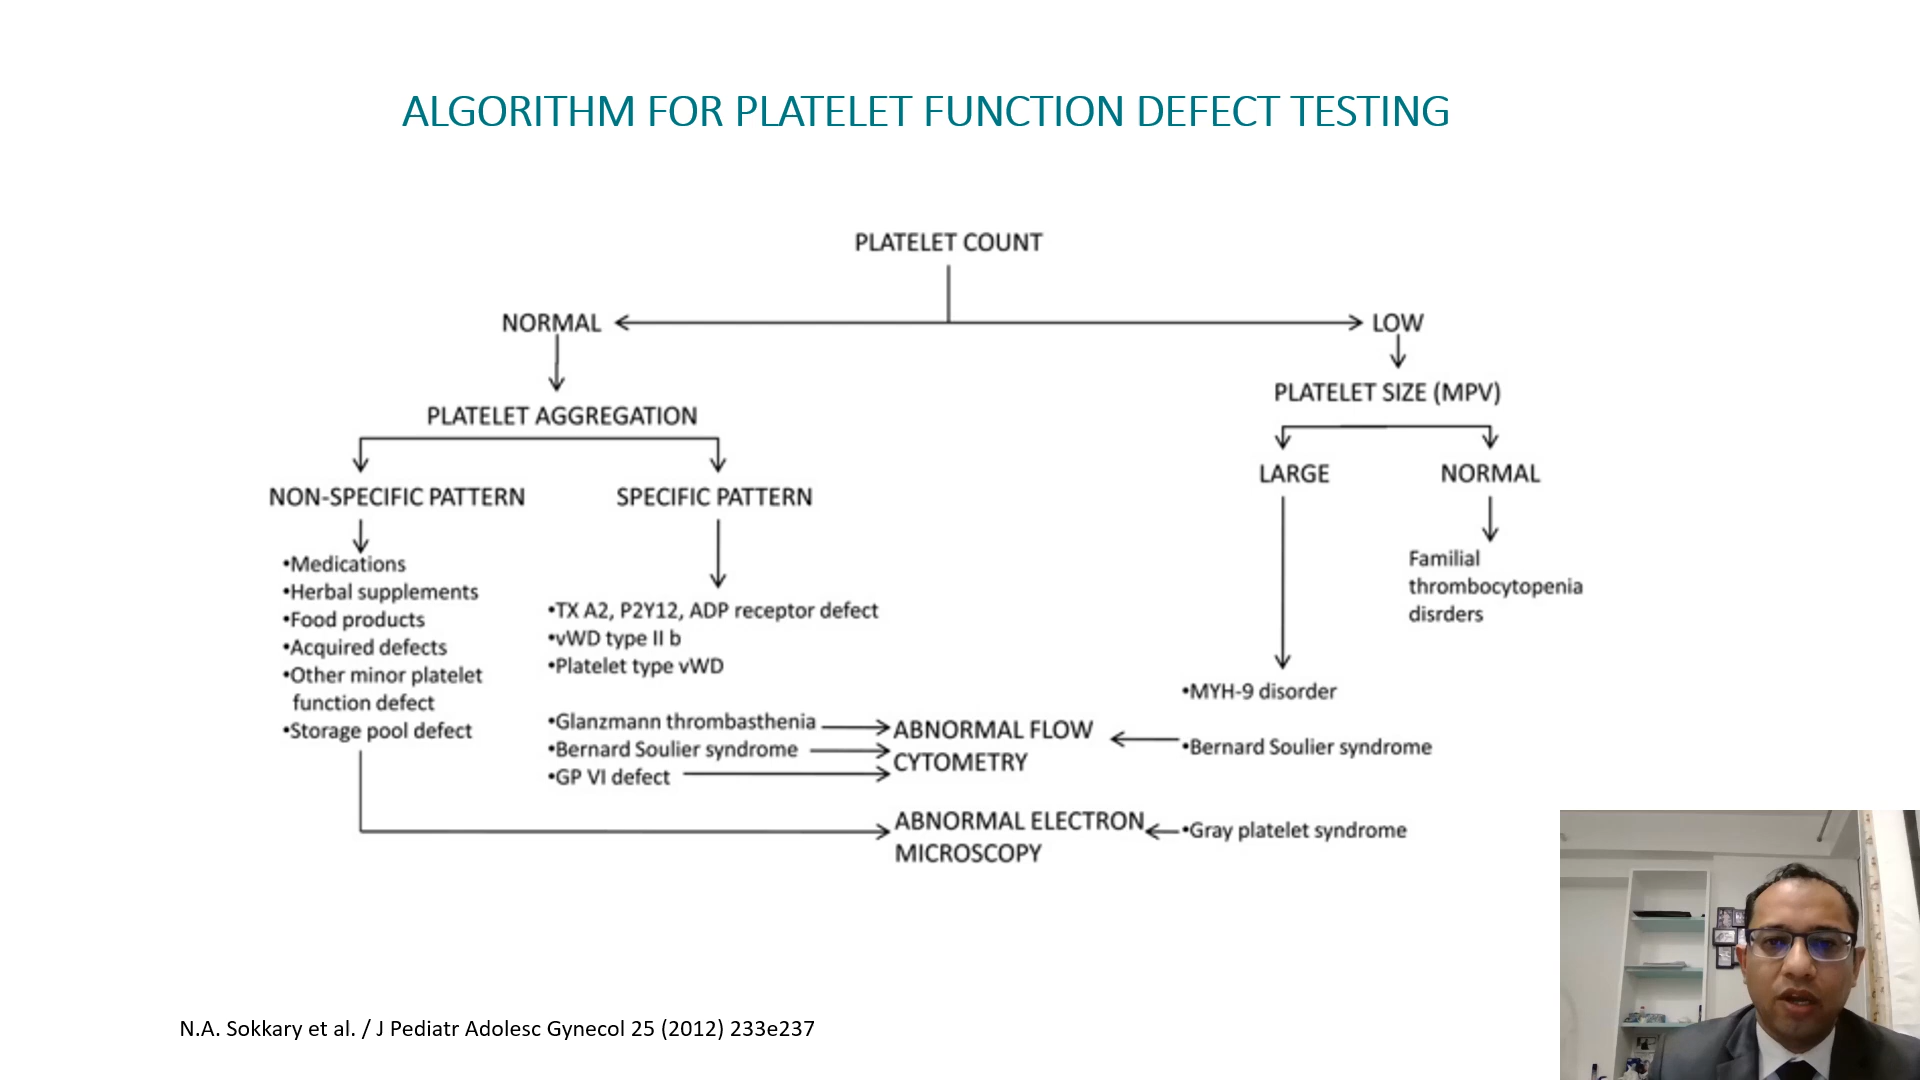 ALGORITHM FOR PLATELET FUNCTION DEFECT TESTING
PLATELET COUNT
NORMAL
LOW
PLATELET SIZE (MPV)
PLATELET AGGREGATION
LARGE
NORMAL
NON-SPECIFIC PATTERN
SPECIFIC PATTERN
•Medications
•Herbal supplements
•Food products
•Acquired defects
•Other minor platelet
function defect
•Storage pool defect
•TX A2, P2Y12, ADP receptor defect
•vWD type II b
•Platelet type vWD
•Glanzmann thrombasthenia
•Bernard Soulier syndrome
•GP VI defect
ABNORMAL FLOW
CYTOMETRY
ABNORMAL ELECTRON
MICROSCOPY
Familial
thrombocytopenia
disrders
•MYH-9 disorder
•Bernard Soulier syndrome
•Gray platelet syndrome
N.A. Sokkary et al. / J Pediatr Adolesc Gynecol 25 (2012) 233e237